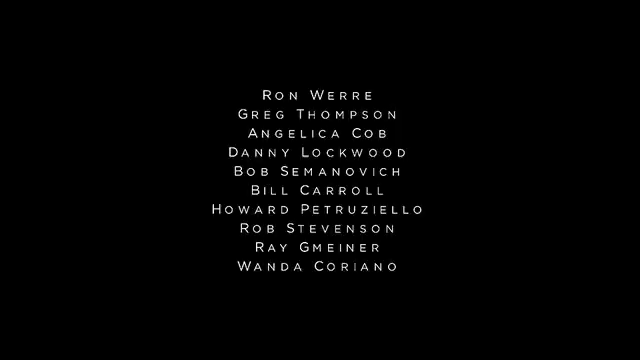 Ron Werre
Greg Thompson
Angelica Cob
Danny Lockwood
Bob Semanovich
Bill Carroll
Howard Petruziello
Rob Stevenson
Ray Gmeiner
Wanda Coriano